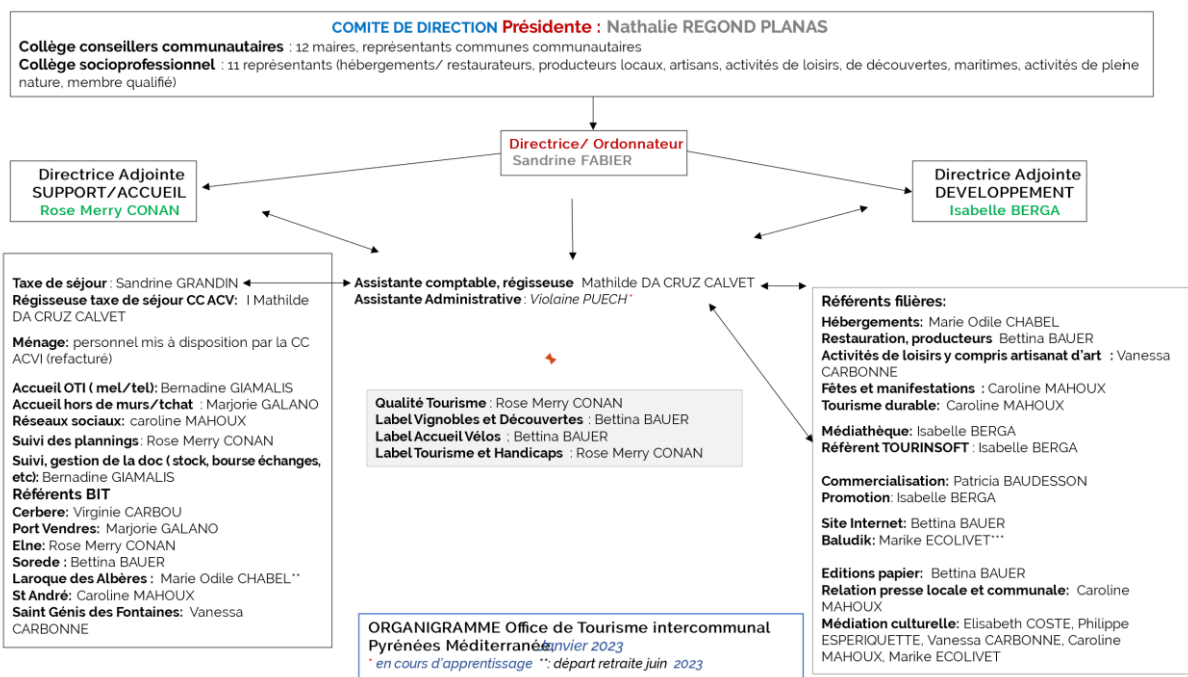 COMITE DE DIRECTION Présidente : Nathalie REGOND PLANAS
Collège conseillers communautaires : 12 maires, représentants communes communautaires
Collège socioprofessionnel : 11 représentants (hébergements/ restaurateurs, producteurs locaux, artisans, activités de loisirs, de découvertes, maritimes, activités de pleine
nature, membre qualifié)
Directrice/ Ordonnateur
Sandrine FABIER
Directrice Adjointe
SUPPORT/ACCUEIL
Rose Merry CONAN
Directrice Adjointe
DEVELOPPEMENT
Isabelle BERGA
Taxe de séjour : Sandrine GRANDIN
Régisseuse taxe de séjour CC ACV: I Mathilde
DA CRUZ CALVET
Ménage: personnel mis à disposition par la CC
ACVI (refacturé)
Accueil OTI ( mel/tel): Bernadine GIAMALIS
Accueil hors de murs/tchat : Marjorie GALANO
Réseaux sociaux: caroline MAHOUX
Suivi des plannings : Rose Merry CONAN
Suivi, gestion de la doc ( stock, bourse échanges,
etc): Bernadine GIAMALIS
Référents BIT
Cerbere: Virginie CARBOU
Port Vendres: Marjorie GALANO
Elne: Rose Merry CONAN
Sorede : Bettina BAUER
Laroque des Albères : Marie Odile CHABEL**
St André: Caroline MAHOUX
Saint Génis des Fontaines: Vanessa
CARBONNE
Assistante comptable, régisseuse Mathilde DA CRUZ CALVET
Assistante Administrative : Violaine PUECH*
Qualité Tourisme : Rose Merry CONAN
Label Vignobles et Découvertes : Bettina BAUER
Label Accueil Vélos ; Bettina BAUER
Label Tourisme et Handicaps : Rose Merry CONAN
Référents filières:
Hébergements: Marie Odile CHABEL
Restauration, producteurs Bettina BAUER
Activités de loisirs y compris artisanat d'art : Vanessa
CARBONNE
Fêtes et manifestations : Caroline MAHOUX
Tourisme durable: Caroline MAHOUX
Médiathèque: Isabelle BERGA
Réfèrent TOURINSOFT : Isabelle BERGA
Commercialisation: Patricia BAUDESSON
Promotion: Isabelle BERGA
Site Internet: Bettina BAUER
Baludik: Marike ECOLIVET***
Editions papier: Bettina BAUER
Relation presse locale et communale: Caroline
MAHOUX
Médiation culturelle: Elisabeth COSTE, Philippe
ESPERIQUETTE, Vanessa CARBONNE, Caroline
MAHOUX, Marike ECOLIVET
ORGANIGRAMME Office de Tourisme intercommunal
Pyrénées Méditerranée Janvier 2023
* en cours d'apprentissage **: départ retraite juin 2023